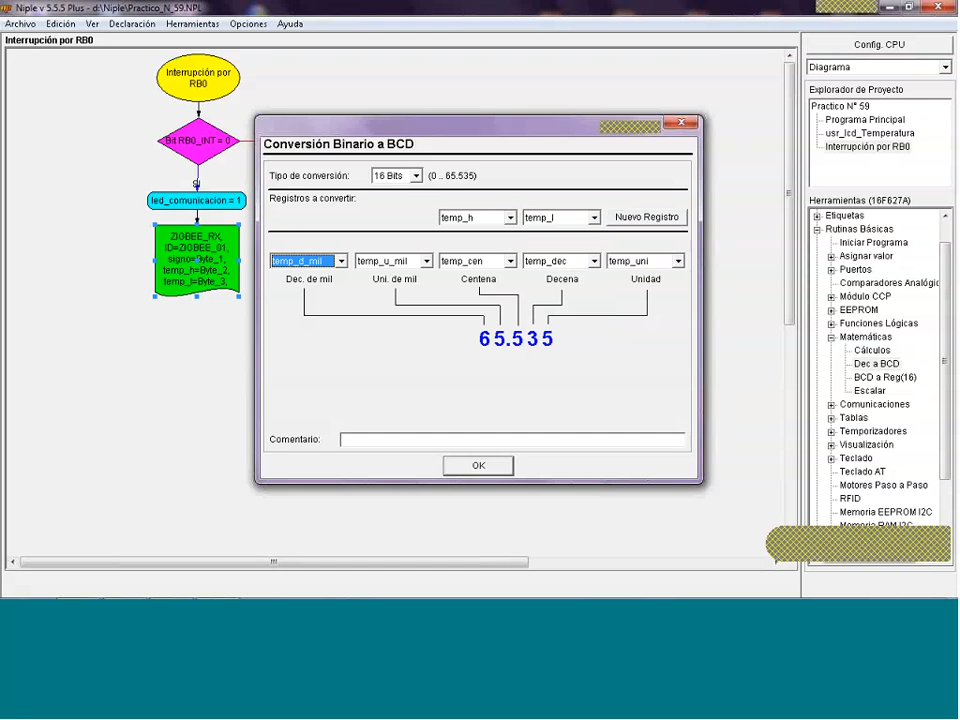 Niple v 5.5.5 Plus - d:\Niple\Practico_N_59.NPL
Archivo Edición Ver Declaración Herramientas Opciones Ayuda
Interrupción por RB0
Interrupción por
RB0
Bit RB0_INT = 0
SI
led_comunicacion = 1
ZIGBEE_RX,
ID=ZIGBEE_01,
signo=Byte_1,
temp_h=Byte_2,
temp_l=Byte_3,
Conversión Binario a BCD
Tipo de conversión: 16 Bits (0 .. 65.535)
Registros a convertir:
temp_h temp_l Nuevo Registro
temp_d_mil temp_u_mil temp_cen temp_dec temp_uni
Dec. de mil Uni. de mil Centena Decena Unidad
65.535
Comentario:
OK
Config. CPU
Diagrama
Explorador de Proyecto
Practico N° 59
Programa Principal
usr_lcd_Temperatura
Interrupción por RB0
Herramientas (16F627A)
Etiquetas
Rutinas Básicas
Iniciar Programa
Asignar valor
Puertos
Comparadores Analógic
Módulo CCP
EEPROM
Funciones Lógicas
Matemáticas
Cálculos
Dec a BCD
BCD a Reg(16)
Escalar
Comunicaciones
Tablas
Temporizadores
Visualización
Teclado
Teclado AT
Motores Paso a Paso
RFID
Memoria EEPROM I2C
Memoria RAM I2C